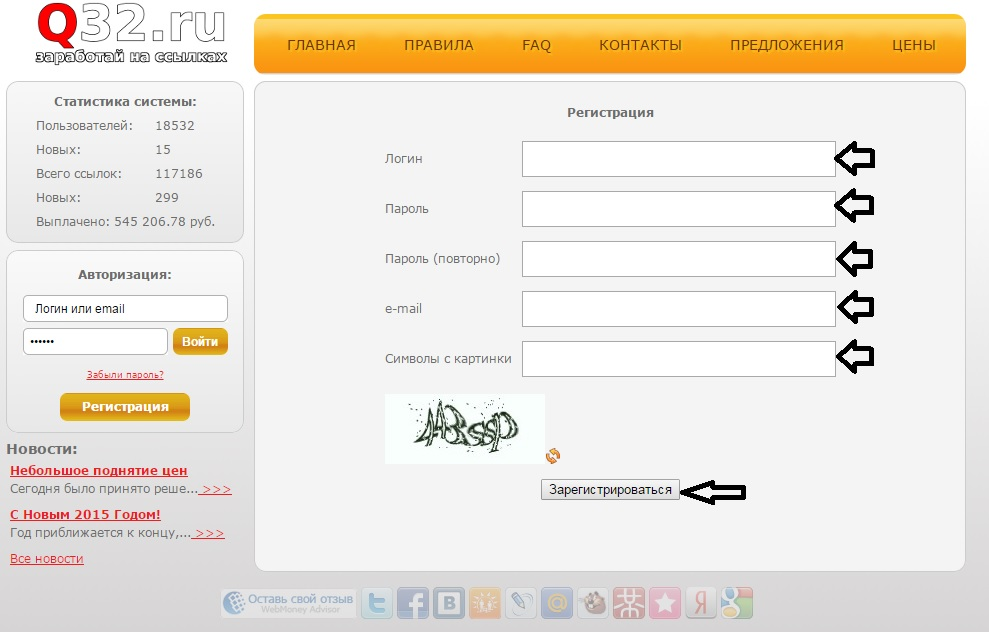 Q32.ru
заработай на ссылках
ГЛАВНАЯ ПРАВИЛА FAQ КОНТАКТЫ ПРЕДЛОЖЕНИЯ ЦЕНЫ
Статистика системы:
Пользователей: 18532
Новых: 15
Всего ссылок: 117186
Новых: 299
Выплачено: 545 206.78 руб.
Авторизация:
Логин или email
••••••
Войти
Забыли пароль?
Регистрация
Новости:
Небольшое поднятие цен
Сегодня было принято реше... >>>
С Новым 2015 Годом!
Год приближается к концу,... >>>
Все новости
Регистрация
Логин
Пароль
Пароль (повторно)
e-mail
Символы с картинки
Зарегистрироваться
Оставь свой отзыв
WebMoney Advisor